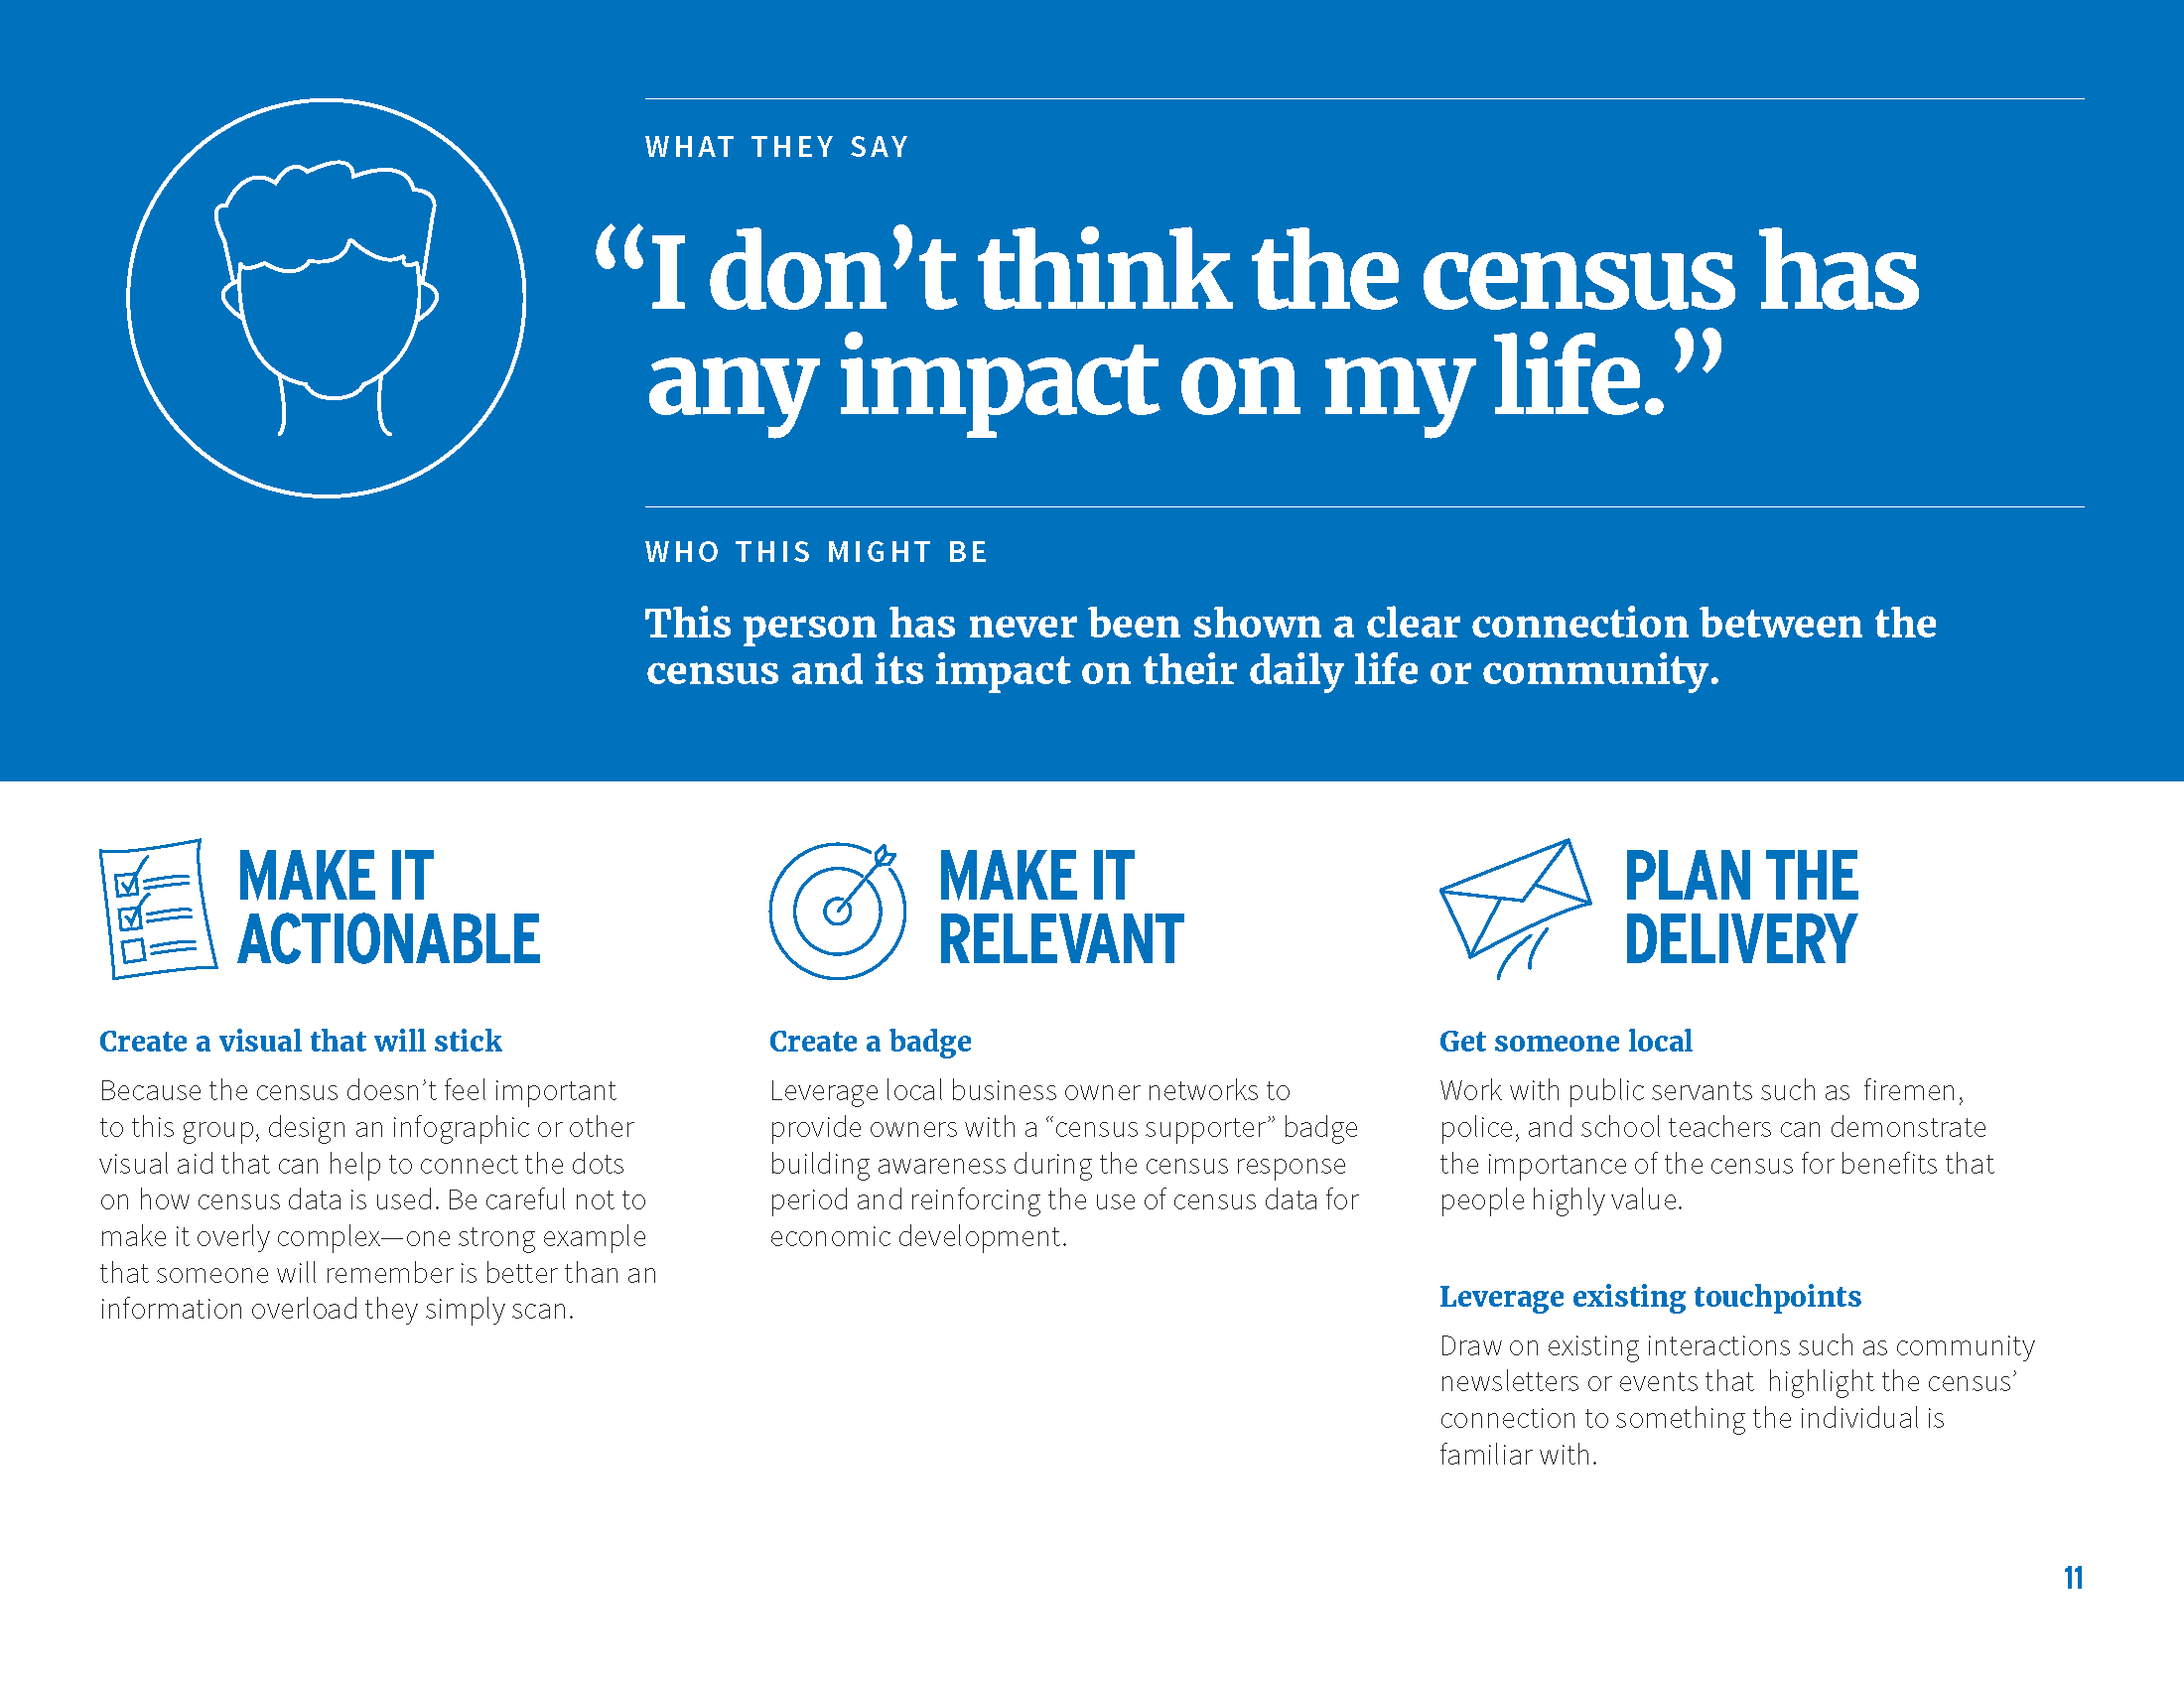 WHAT THEY SAY
“I don’t think the census has
any impact on my life.”
WHO THIS MIGHT BE
This person has never been shown a clear connection between the
census and its impact on their daily life or community.
MAKE IT
ACTIONABLE
Create a visual that will stick
Because the census doesn’t feel important
to this group, design an infographic or other
visual aid that can help to connect the dots
on how census data is used. Be careful not to
make it overly complex—one strong example
that someone will remember is better than an
information overload they simply scan.
MAKE IT
RELEVANT
Create a badge
Leverage local business owner networks to
provide owners with a “census supporter” badge
building awareness during the census response
period and reinforcing the use of census data for
economic development.
PLAN THE
DELIVERY
Get someone local
Work with public servants such as  firemen,
police, and school teachers can demonstrate
the importance of the census for benefits that
people highly value.
Leverage existing touchpoints
Draw on existing interactions such as community
newsletters or events that  highlight the census’
connection to something the individual is
familiar with.
11